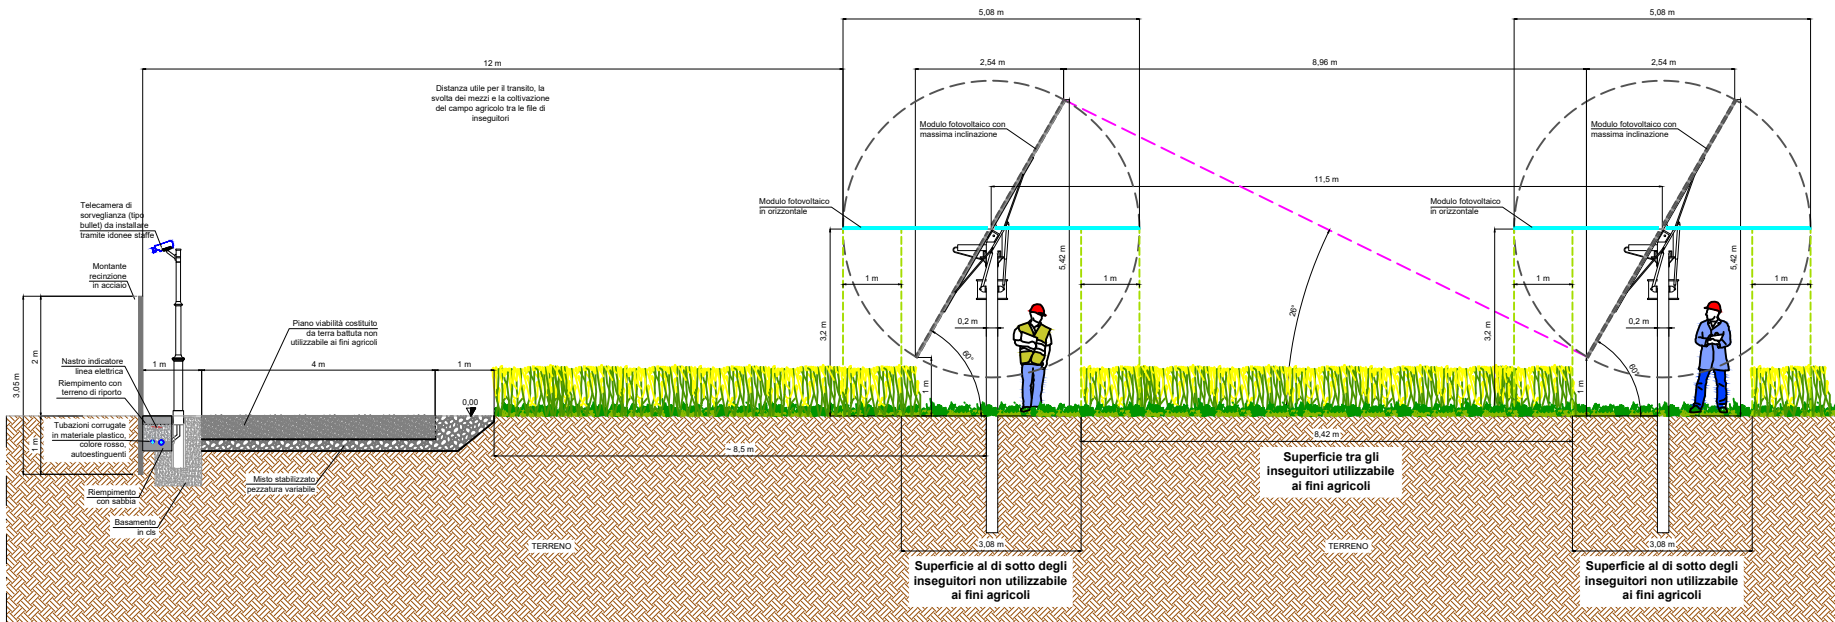 5,08 m
5,08 m
12 m
2,54 m
8,96 m
2,54 m
Distanza utile per il transito, la
svolta dei mezzi e la coltivazione
del campo agricolo tra le file di
inseguitori
Modulo fotovoltaico con
massima inclinazione
Modulo fotovoltaico con
massima inclinazione
11,5 m
Telecamera di
sorveglianza (tipo
bullet) da installare
tramite idonee staffe
Modulo fotovoltaico
in orizzontale
Modulo fotovoltaico
in orizzontale
5,42 m
5,42 m
Montante
recinzione
in acciaio
1 m
1 m
1 m
1 m
3,2 m
0,2 m
26°
3,2 m
0,2 m
Piano viabilità costituito
da terra battuta non
utilizzabile ai fini agricoli
60°
60°
Nastro indicatore
linea elettrica
1 m
4 m
1 m
2 m
3,05 m
Riempimento con
terreno di riporto
1 m
1 m
0,00
Tubazioni corrugate
in materiale plastico,
colore rosso,
autoestinguenti
1 m
8,42 m
~ 8,5 m
Superficie tra gli
inseguitori utilizzabile
ai fini agricoli
Misto stabilizzato
pezzatura variabile
Riempimento
con sabbia
Basamento
in cls
TERRENO
3,08 m
TERRENO
3,08 m
Superficie al di sotto degli
inseguitori non utilizzabile
ai fini agricoli
Superficie al di sotto degli
inseguitori non utilizzabile
ai fini agricoli